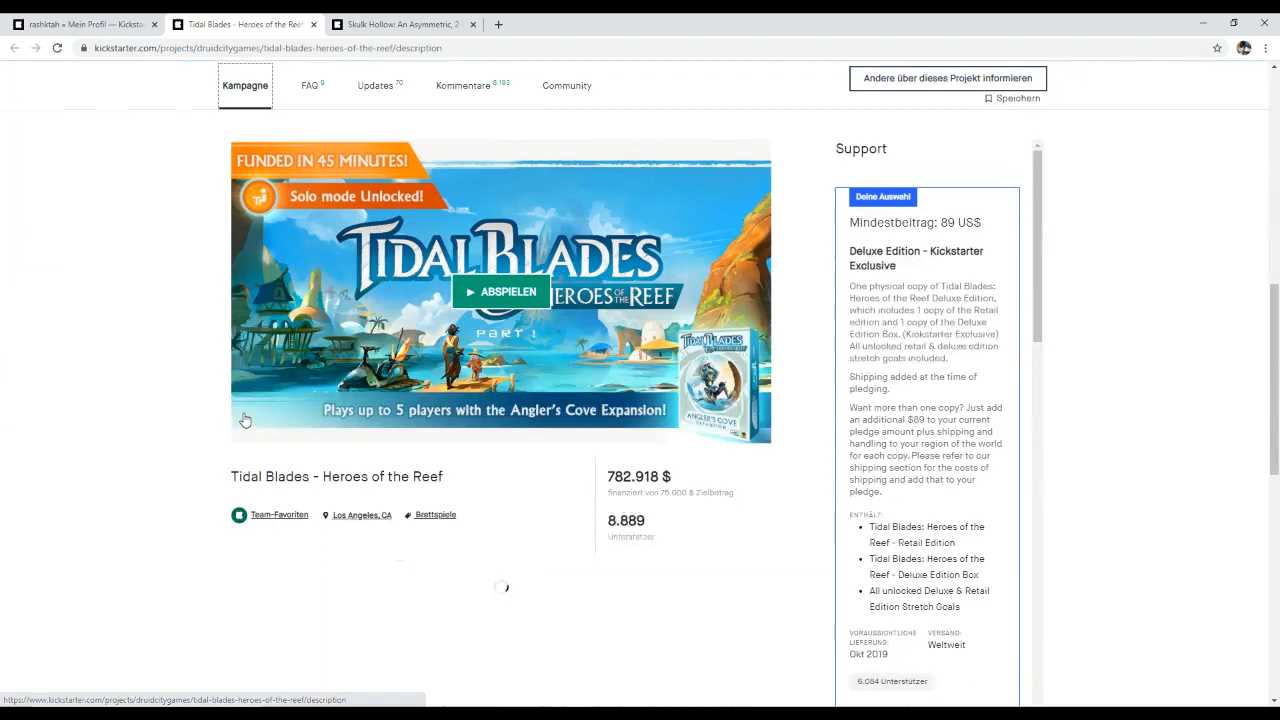 rashktah » Mein Profil — Kicksta
Tidal Blades - Heroes of the Reef
Skulk Hollow: An Asymmetric, 2-
kickstarter.com/projects/druidcitygames/tidal-blades-heroes-of-the-reef/description
Kampagne
FAQ 9
Updates 70
Kommentare 8.193
Community
Andere über dieses Projekt informieren
Speichern
FUNDED IN 45 MINUTES!
Solo mode Unlocked!
TIDAL BLADES
HEROES OF THE REEF
PART I
ABSPIELEN
TIDAL BLADES
ANGLER'S COVE
EXPANSION
Plays up to 5 players with the Angler's Cove Expansion!
Tidal Blades - Heroes of the Reef
Team-Favoriten
Los Angeles, CA
Brettspiele
782.918 $
finanziert von 75.000 $ Zielbetrag
8.889
Unterstützer
Support
Deine Auswahl
Mindestbeitrag: 89 US$
Deluxe Edition - Kickstarter
Exclusive
One physical copy of Tidal Blades:
Heroes of the Reef Deluxe Edition,
which includes 1 copy of the Retail
edition and 1 copy of the Deluxe
Edition Box. (Kickstarter Exclusive)
All unlocked retail & deluxe edition
stretch goals included.
Shipping added at the time of
pledging.
Want more than one copy? Just add
an additional $89 to your current
pledge amount plus shipping and
handling to your region of the world
for each copy. Please refer to our
shipping section for the costs of
shipping and add that to your
pledge.
ENTHÄLT:
Tidal Blades: Heroes of the
Reef - Retail Edition
Tidal Blades: Heroes of the
Reef - Deluxe Edition Box
All unlocked Deluxe & Retail
Edition Stretch Goals
VORAUSSICHTLICHE
LIEFERUNG:
Okt 2019
VERSAND:
Weltweit
6.084 Unterstützer
https://www.kickstarter.com/projects/druidcitygames/tidal-blades-heroes-of-the-reef/description